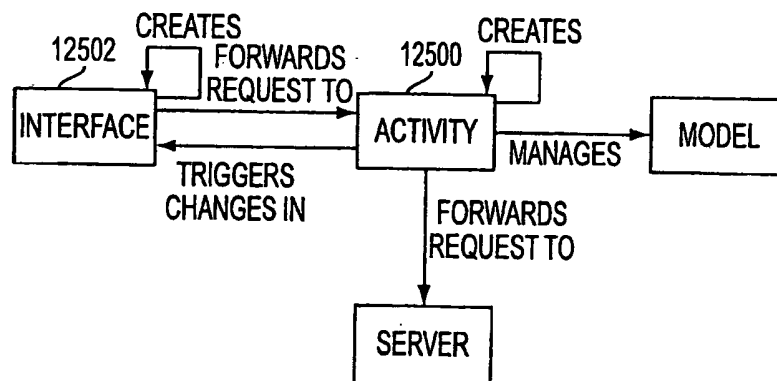 CREATES
12502
FORWARDS
REQUEST TO
12500
CREATES
INTERFACE
ACTIVITY
MODEL
MANAGES
TRIGGERS
CHANGES IN
FORWARDS
REQUEST TO
SERVER